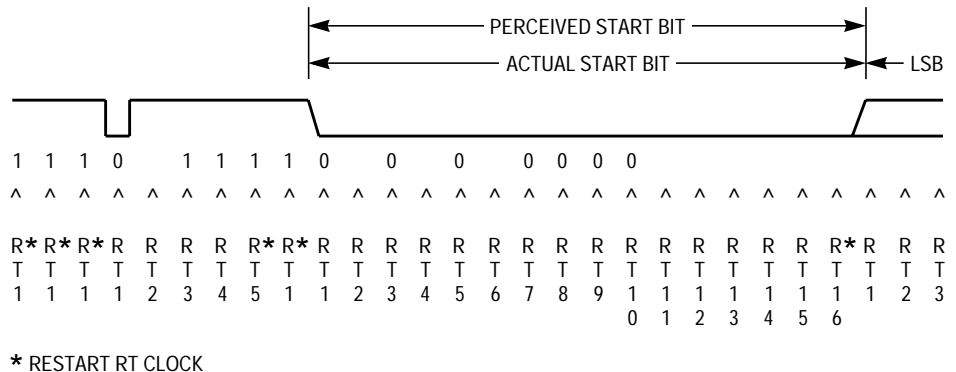 PERCEIVED START BIT
ACTUAL START BIT
LSB
1 1 1 0 1 1 1 1 0 0 0 0 0 0 0
^ ^ ^ ^ ^ ^ ^ ^ ^ ^ ^ ^ ^ ^ ^ ^ ^ ^ ^ ^ ^ ^ ^ ^ ^ ^ ^ ^
R* R* R* R R R R R* R* R R R R R R R R R R R R R R R R* R R R
T T T T T T T T T T T T T T T T T T T T T T T T T T T T
1 1 1 1 2 3 4 5 1 1 2 3 4 5 6 7 8 9 1 1 1 1 1 1 1 1 2 3
0 1 2 3 4 5 6
* RESTART RT CLOCK